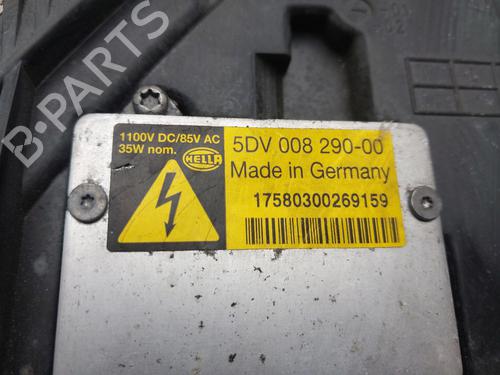 B-PARTS
1100V DC/85V AC
35W nom.
HELLA
5DV 008 290-00
Made in Germany
17580300269159